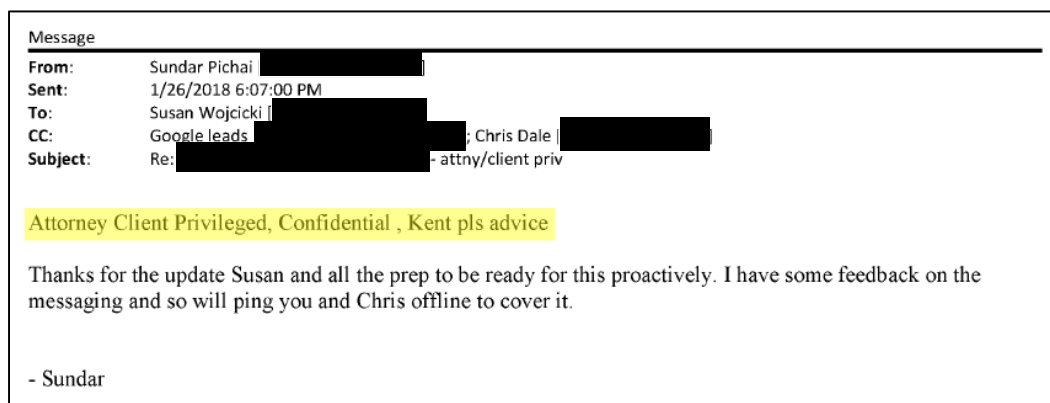 Message
From: Sundar Pichai [ ]
Sent: 1/26/2018 6:07:00 PM
To: Susan Wojcicki [
CC: Google leads ; Chris Dale [ ]
Subject: Re: - attny/client priv
Attorney Client Privileged, Confidential , Kent pls advice
Thanks for the update Susan and all the prep to be ready for this proactively. I have some feedback on the
messaging and so will ping you and Chris offline to cover it.
- Sundar